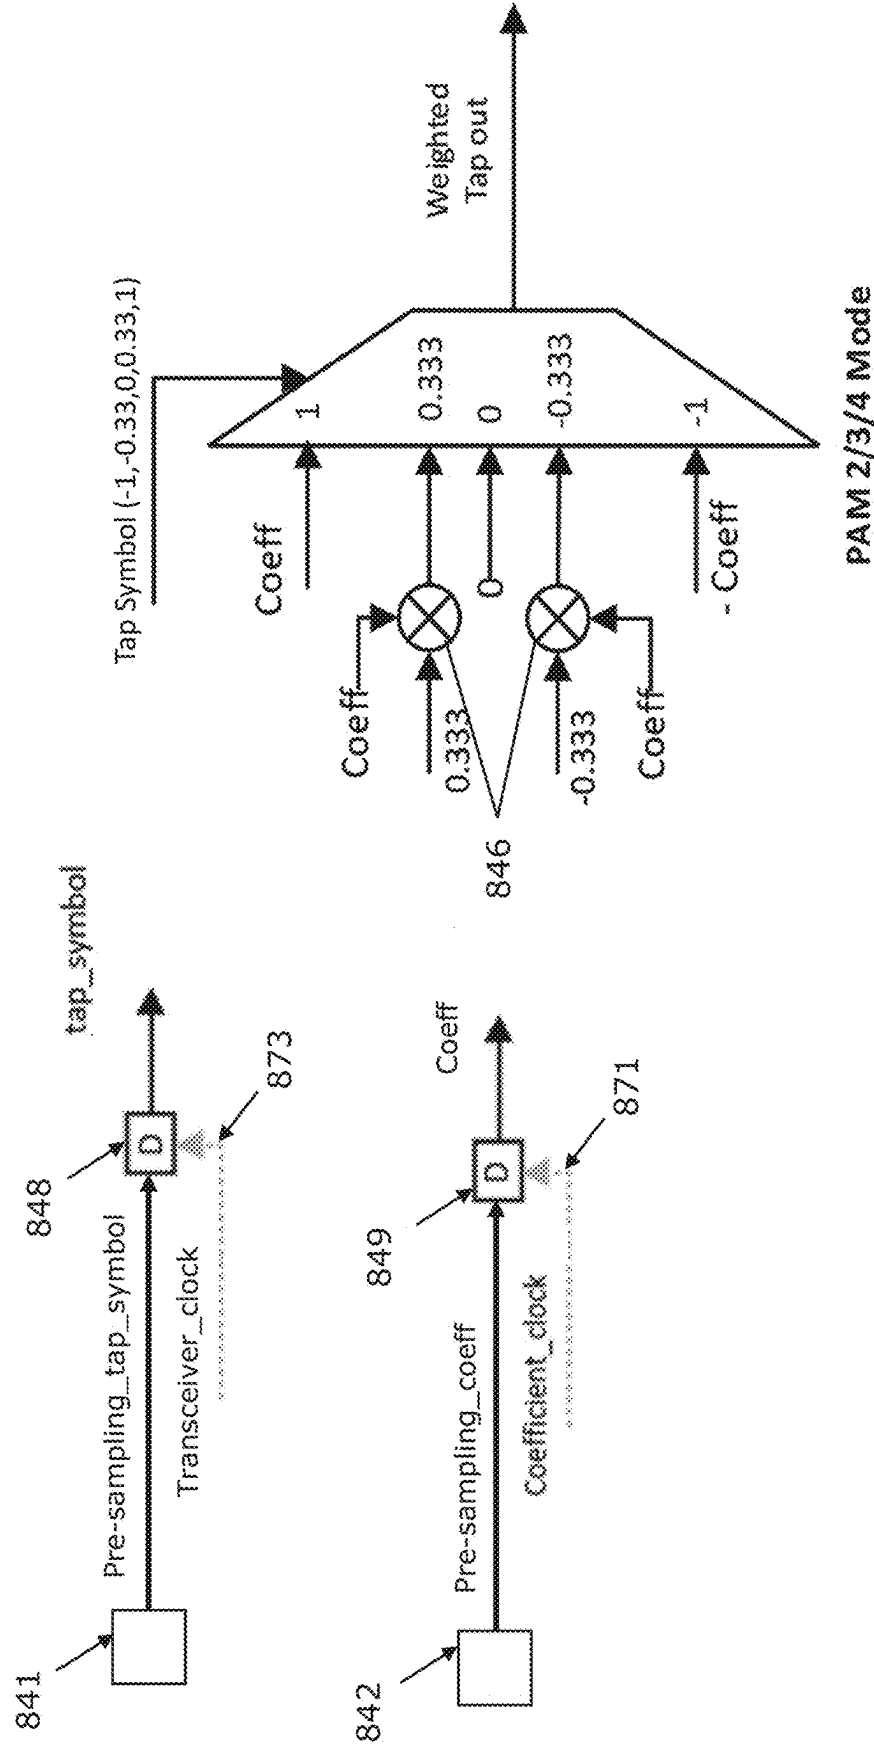 841
Pre-sampling_tap_symbol
Transceiver_clock
848
D
873
tap_symbol
842
Pre-sampling_coeff
Coefficient_clock
849
D
871
Coeff
846
Tap Symbol (-1,-0.33,0,0.33,1)
Coeff
1
Coeff
0.333
0.333
0
0
-0.333
-0.333
Coeff
- Coeff
-1
Weighted
Tap out
PAM 2/3/4 Mode